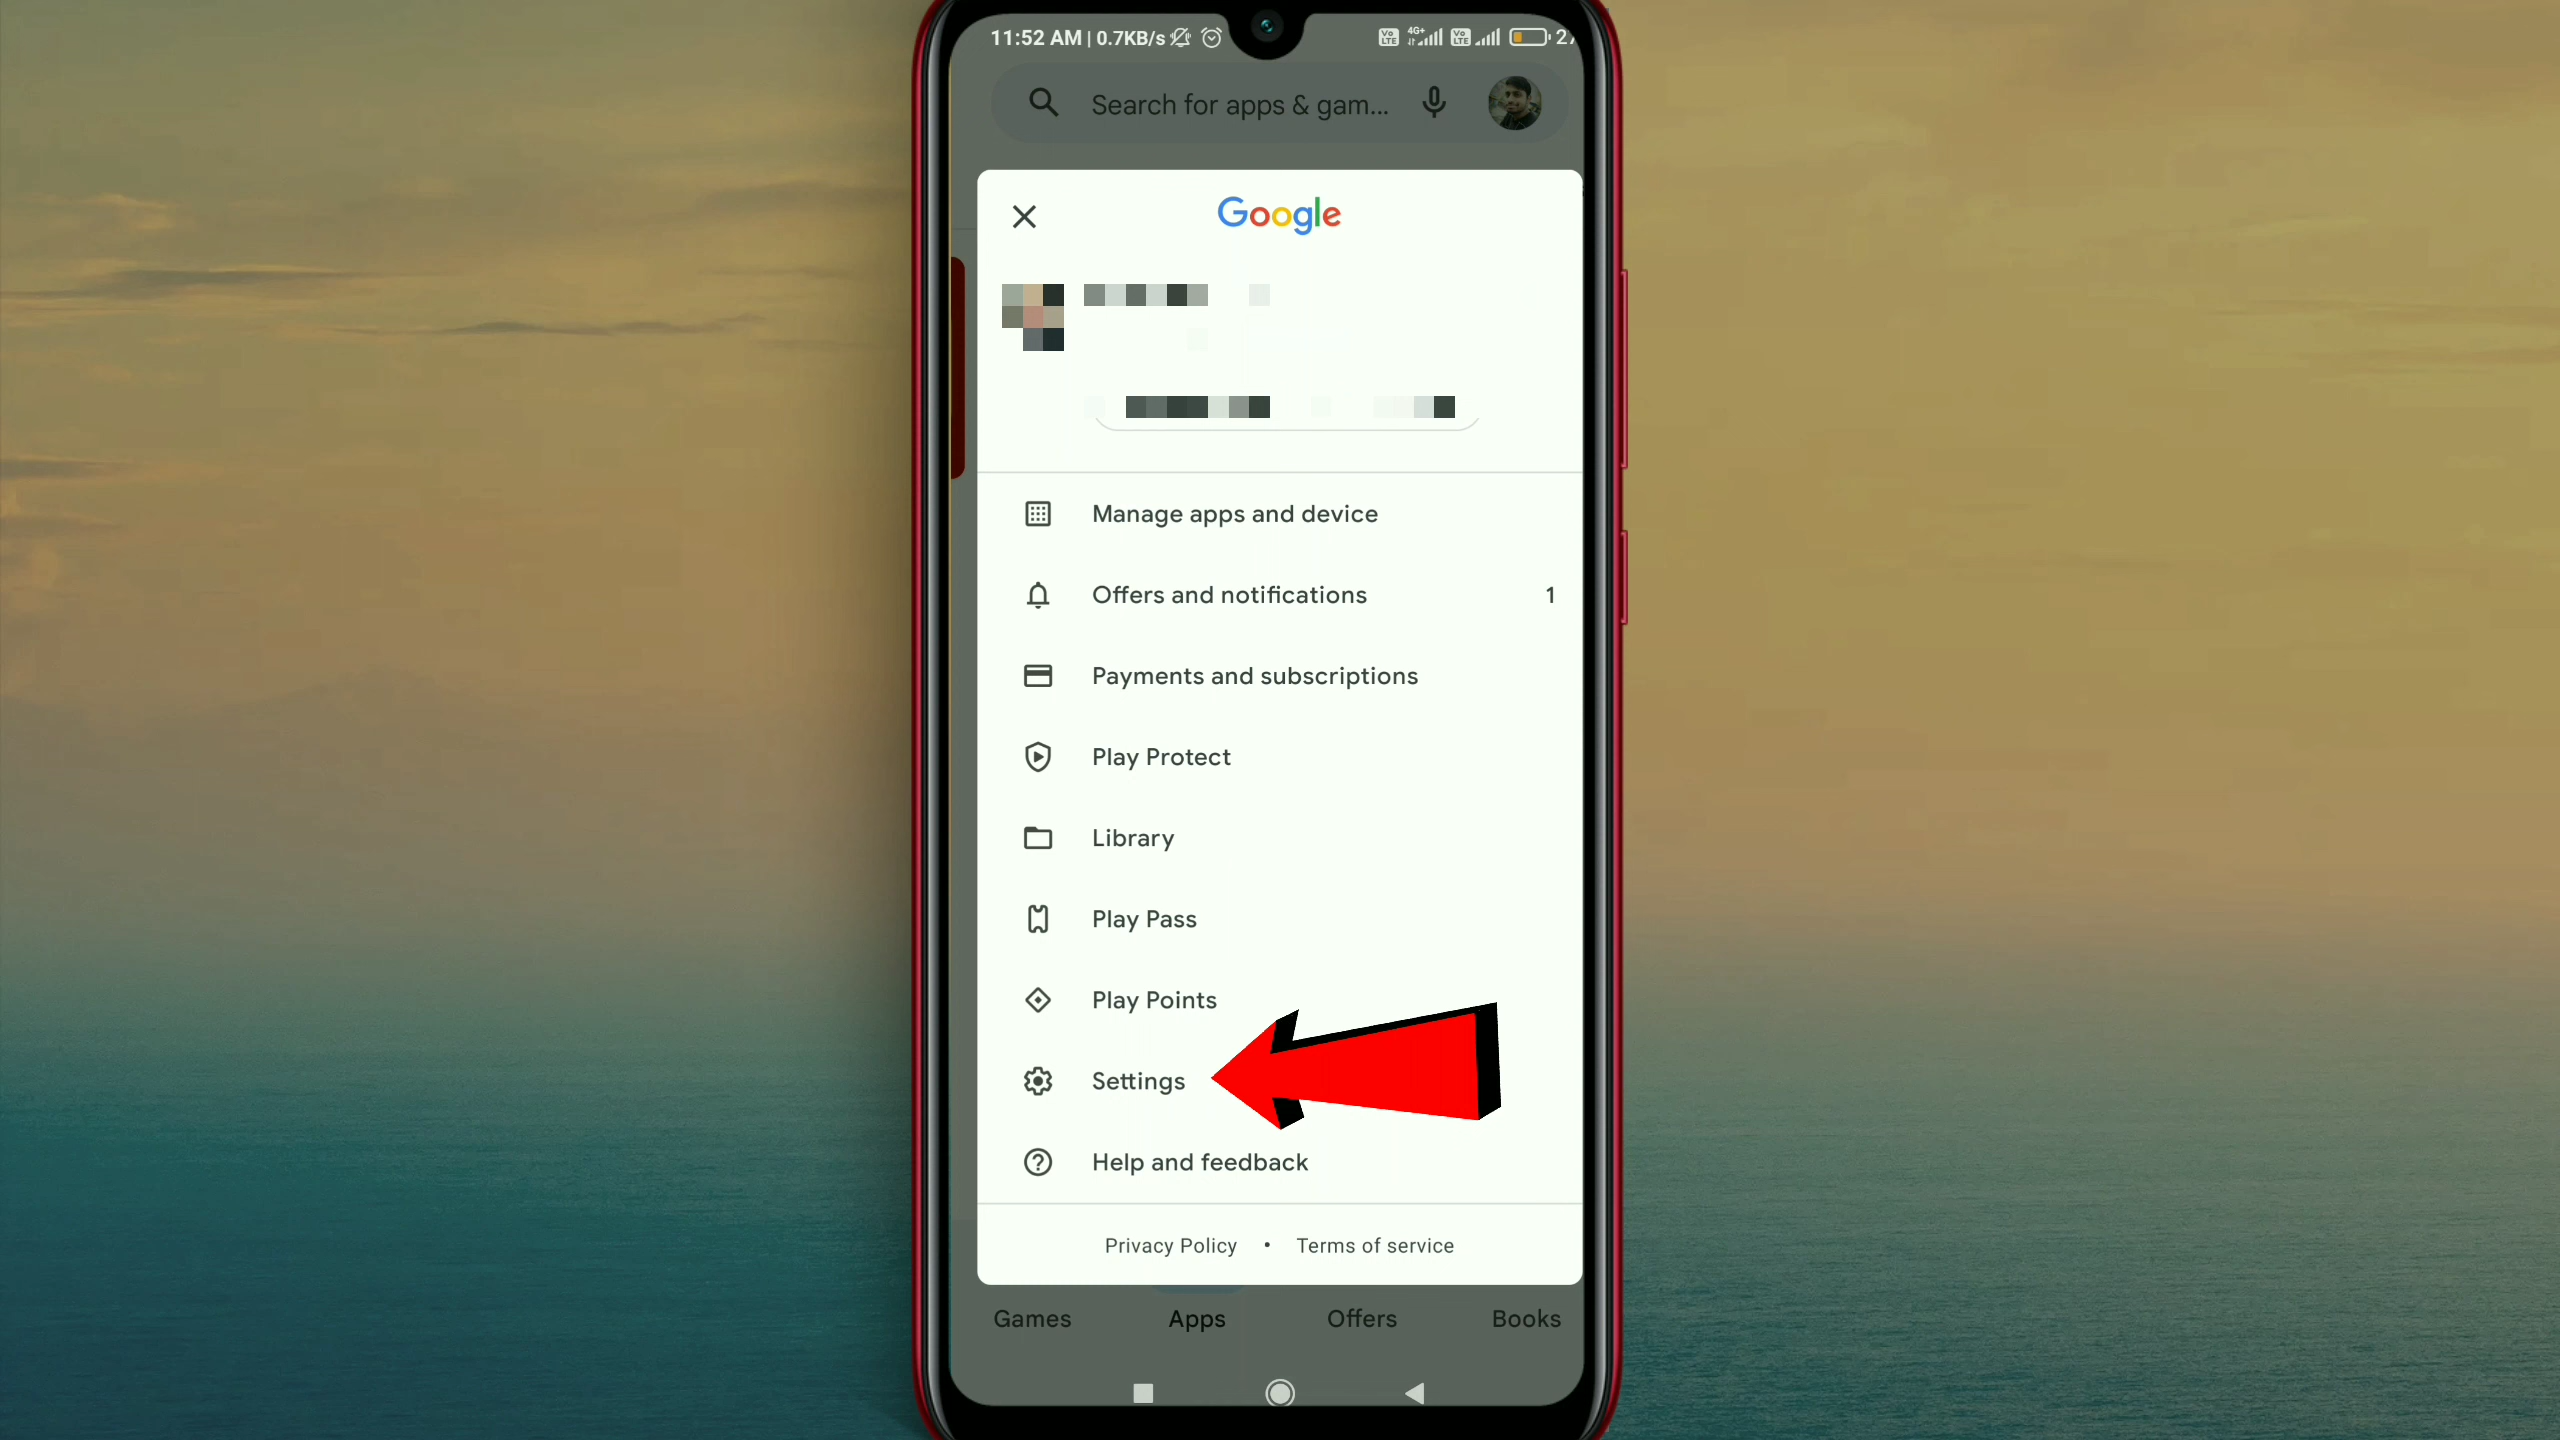 11:52 AM | 0.7KB/s
Search for apps & gam...
Google
Manage apps and device
Offers and notifications 1
Payments and subscriptions
Play Protect
Library
Play Pass
Play Points
Settings
Help and feedback
Privacy Policy • Terms of service
Games Apps Offers Books